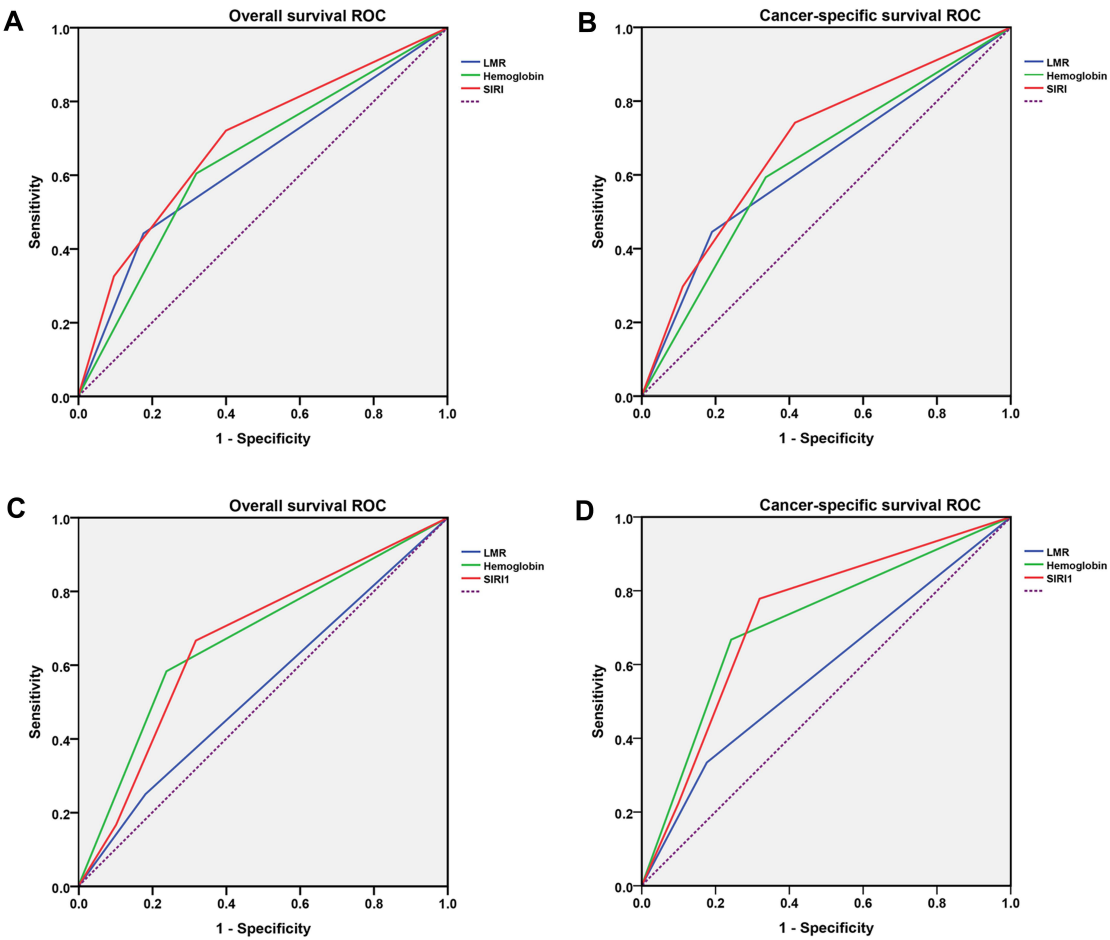 A
Overall survival ROC
1.0
0.8
0.6
0.4
0.2
0.0
Sensitivity
0.0 0.2 0.4 0.6 0.8 1.0
1 - Specificity
LMR
Hemoglobin
SIRI
B
Cancer-specific survival ROC
1.0
0.8
0.6
0.4
0.2
0.0
Sensitivity
0.0 0.2 0.4 0.6 0.8 1.0
1 - Specificity
LMR
Hemoglobin
SIRI
C
Overall survival ROC
1.0
0.8
0.6
0.4
0.2
0.0
Sensitivity
0.0 0.2 0.4 0.6 0.8 1.0
1 - Specificity
LMR
Hemoglobin
SIRI1
D
Cancer-specific survival ROC
1.0
0.8
0.6
0.4
0.2
0.0
Sensitivity
0.0 0.2 0.4 0.6 0.8 1.0
1 - Specificity
LMR
Hemoglobin
SIRI1